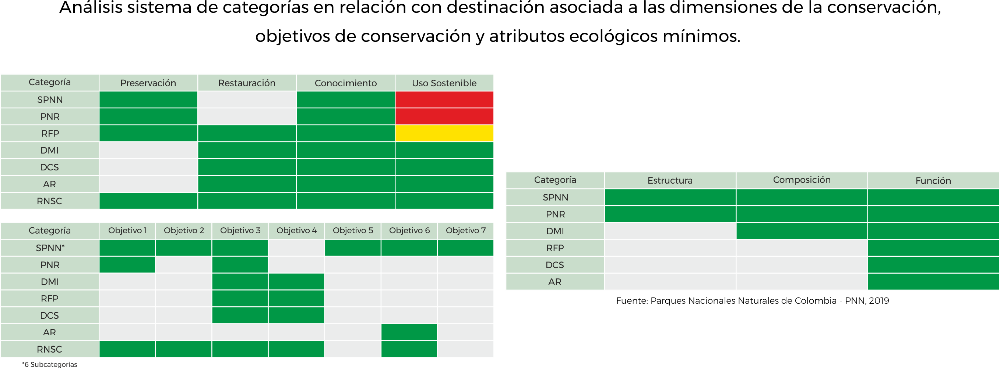 Análisis sistema de categorías en relación con destinación asociada a las dimensiones de la conservación,
objetivos de conservación y atributos ecológicos mínimos.
Categoría Preservación Restauración Conocimiento Uso Sostenible
SPNN
PNR
RFP
DMI
DCS
AR
RNSC
Categoría Objetivo 1 Objetivo 2 Objetivo 3 Objetivo 4 Objetivo 5 Objetivo 6 Objetivo 7
SPNN*
PNR
DMI
RFP
DCS
AR
RNSC
*6 Subcategorías
Categoría Estructura Composición Función
SPNN
PNR
DMI
RFP
DCS
AR
Fuente: Parques Nacionales Naturales de Colombia - PNN, 2019